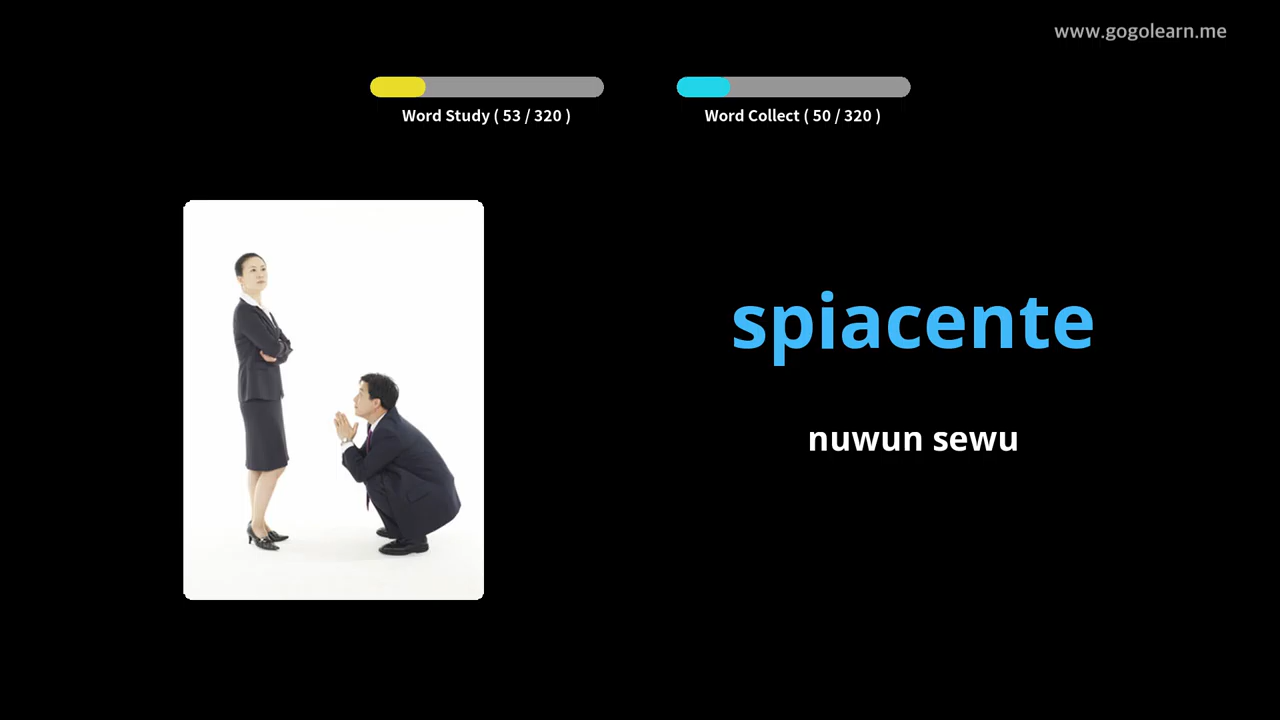 www.gogolearn.me
Word Study ( 53 / 320 )
Word Collect ( 50 / 320 )
spiacente
nuwun sewu